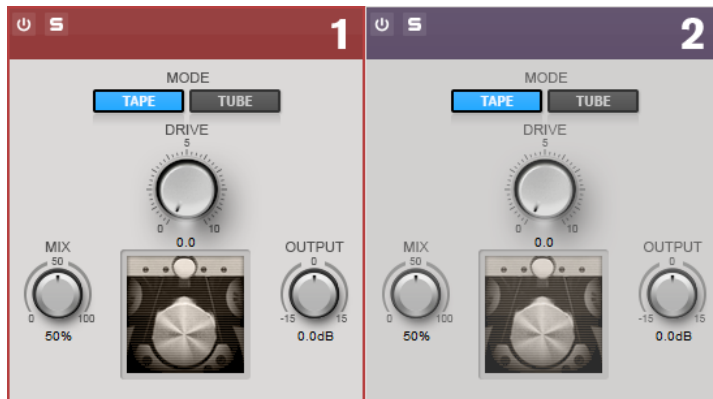 S 1
MODE
TAPE TUBE
DRIVE
5
0 10
0.0
MIX
50
0 100
50%
OUTPUT
0
-15 15
0.0dB
S 2
MODE
TAPE TUBE
DRIVE
5
0 10
0.0
MIX
50
0 100
50%
OUTPUT
0
-15 15
0.0dB